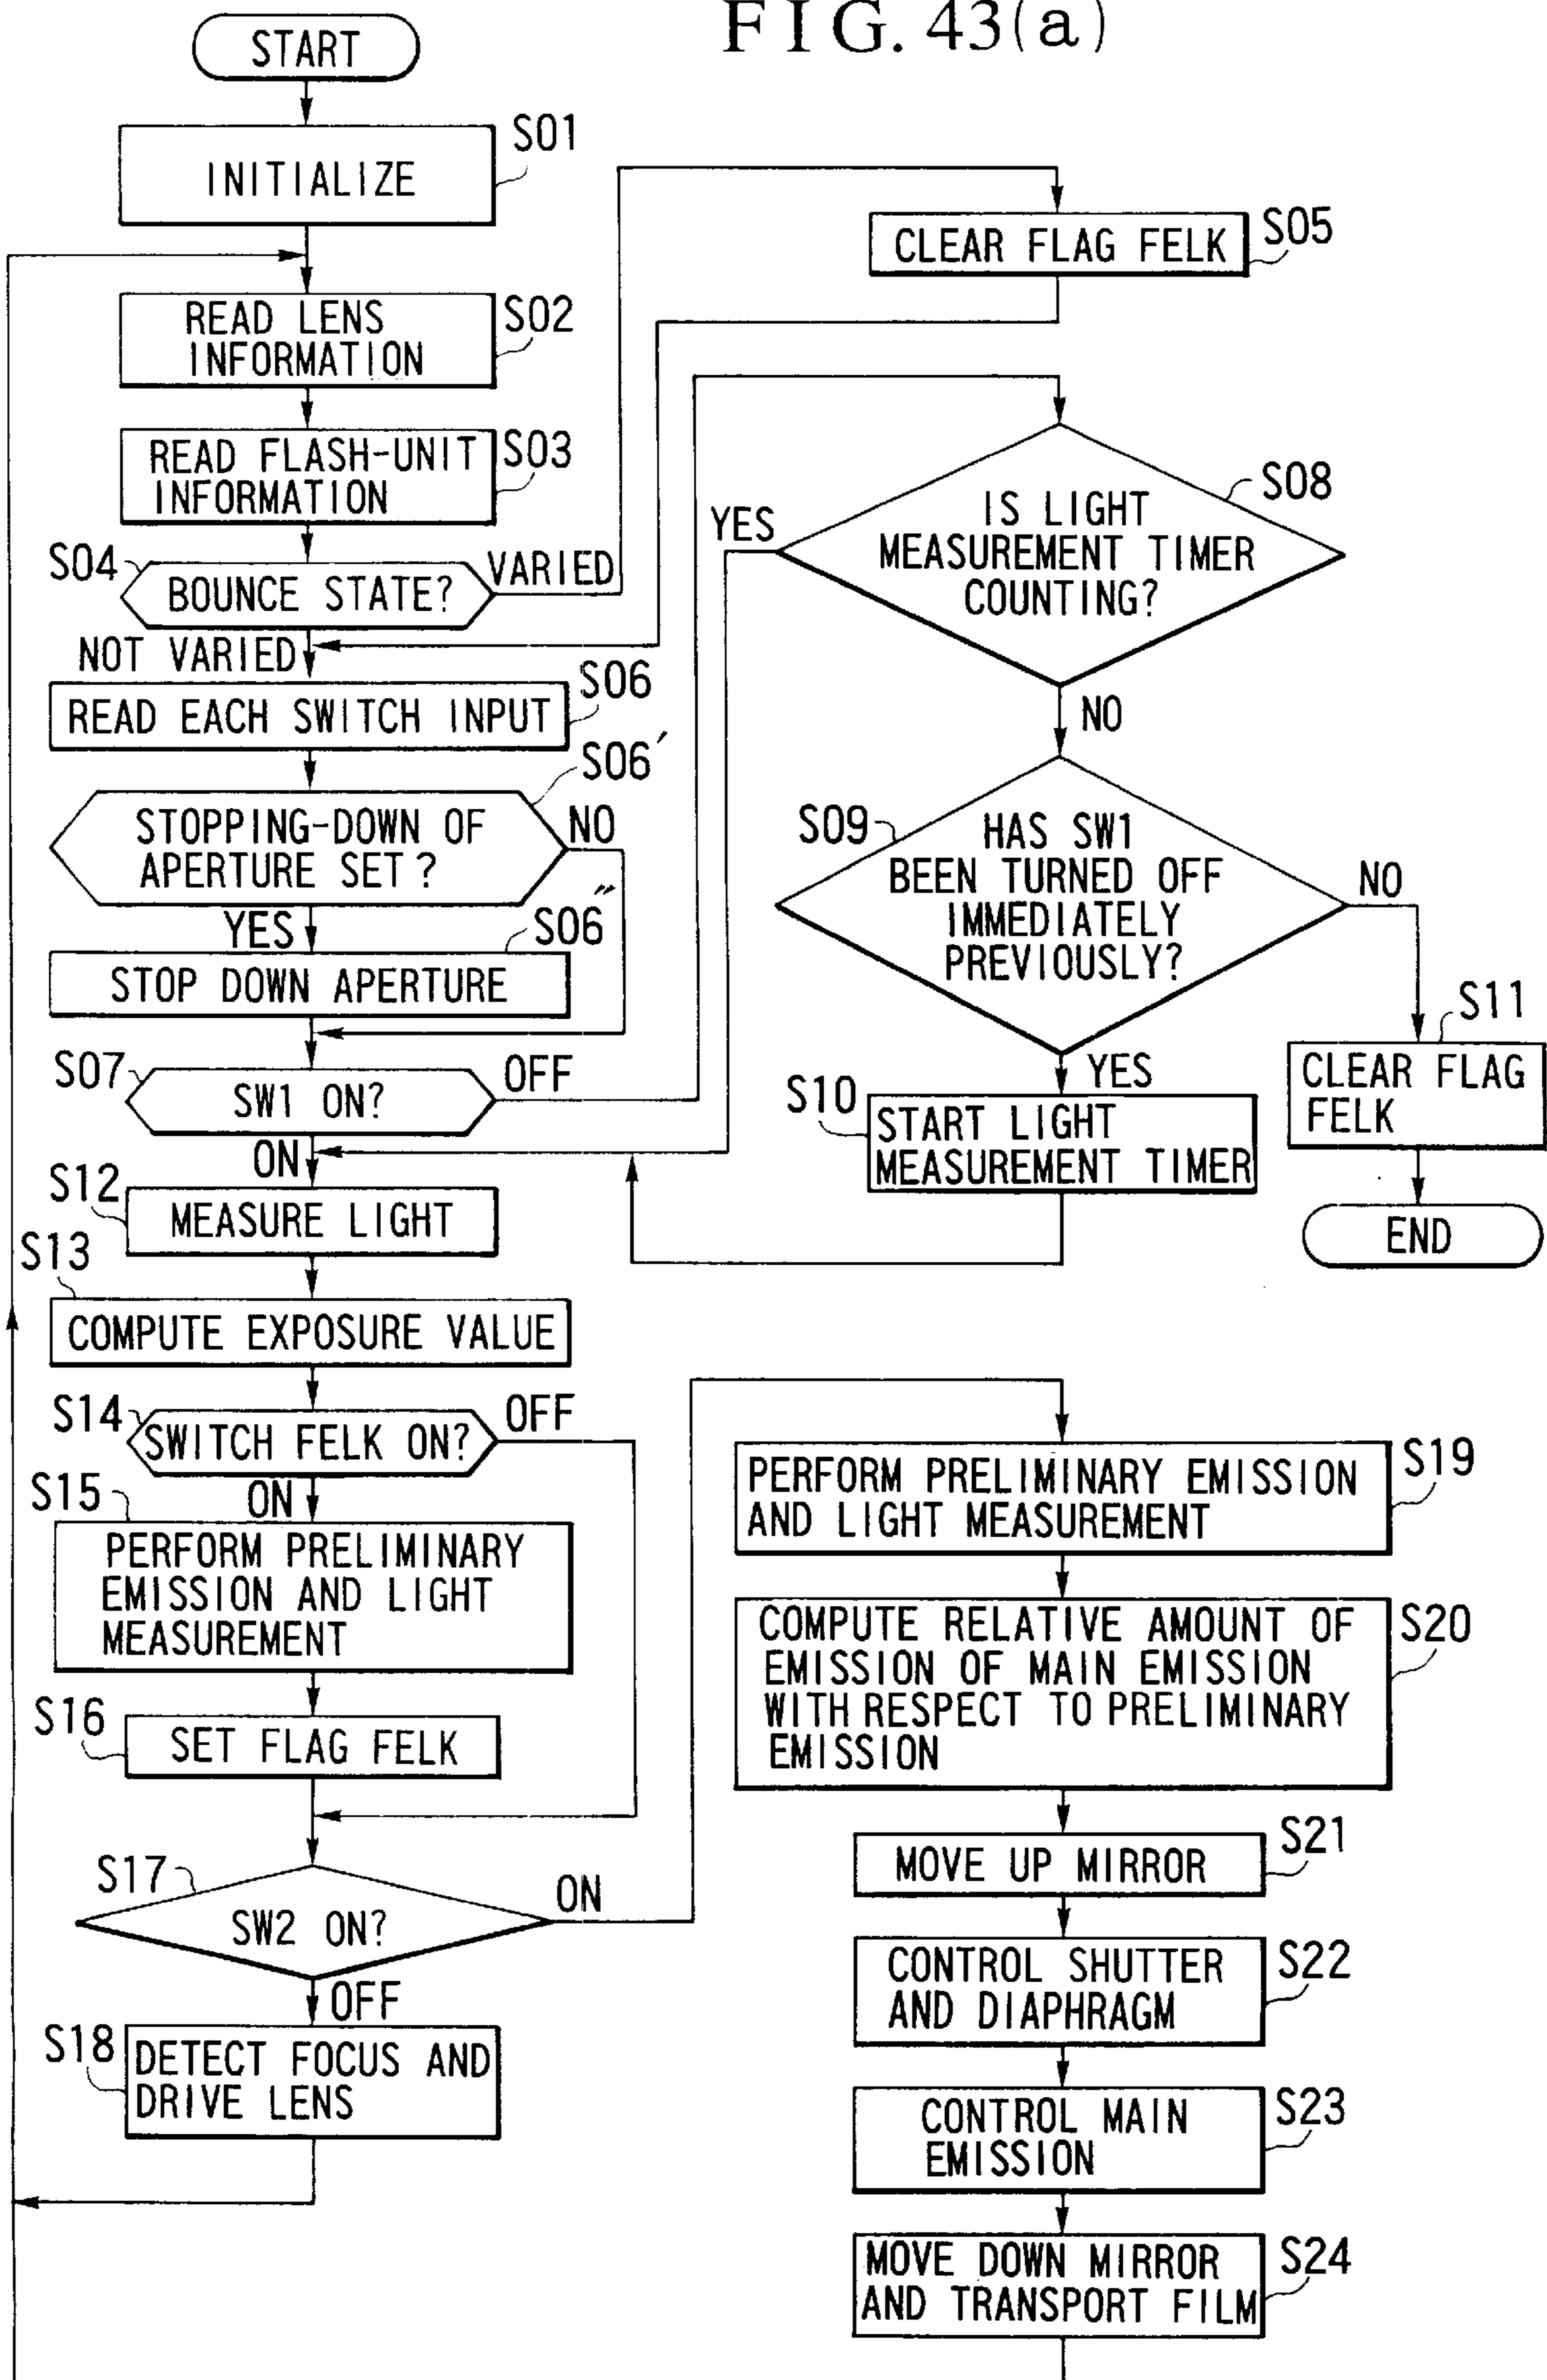 FIG. 43(a)
START
INITIALIZE
S01
READ LENS
INFORMATION
S02
READ FLASH-UNIT
INFORMATION
S03
S04
BOUNCE STATE?
VARIED
NOT VARIED
CLEAR FLAG FELK
S05
READ EACH SWITCH INPUT
S06
STOPPING-DOWN OF
APERTURE SET?
S06′
NO
YES
STOP DOWN APERTURE
S06″
S07
SW1 ON?
OFF
ON
IS LIGHT
MEASUREMENT TIMER
COUNTING?
S08
YES
NO
S09
HAS SW1
BEEN TURNED OFF
IMMEDIATELY
PREVIOUSLY?
NO
YES
S10
START LIGHT
MEASUREMENT TIMER
S11
CLEAR FLAG
FELK
END
S12
MEASURE LIGHT
S13
COMPUTE EXPOSURE VALUE
S14
SWITCH FELK ON?
OFF
ON
S15
PERFORM PRELIMINARY
EMISSION AND LIGHT
MEASUREMENT
S16
SET FLAG FELK
S17
SW2 ON?
ON
OFF
S18
DETECT FOCUS AND
DRIVE LENS
PERFORM PRELIMINARY EMISSION
AND LIGHT MEASUREMENT
S19
COMPUTE RELATIVE AMOUNT OF
EMISSION OF MAIN EMISSION
WITH RESPECT TO PRELIMINARY
EMISSION
S20
MOVE UP MIRROR
S21
CONTROL SHUTTER
AND DIAPHRAGM
S22
CONTROL MAIN
EMISSION
S23
MOVE DOWN MIRROR
AND TRANSPORT FILM
S24